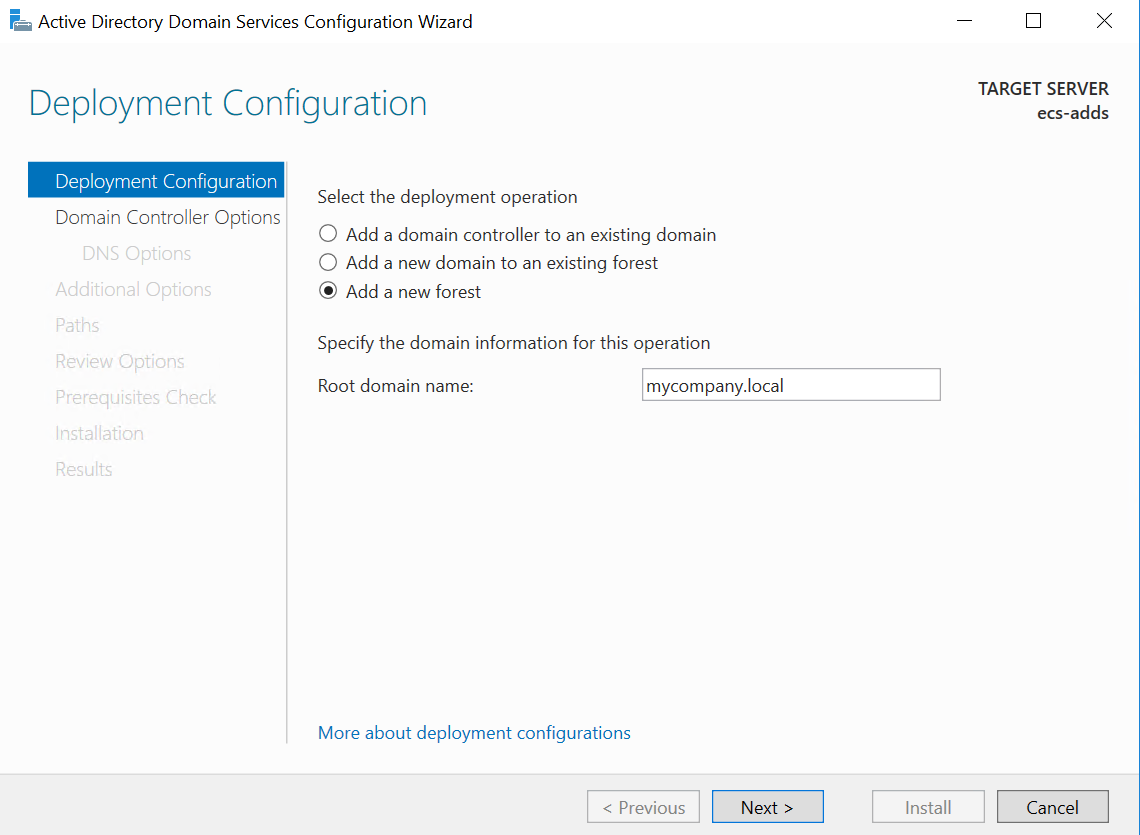 Active Directory Domain Services Configuration Wizard
Deployment Configuration
TARGET SERVER
ecs-adds
Deployment Configuration
Domain Controller Options
DNS Options
Additional Options
Paths
Review Options
Prerequisites Check
Installation
Results
Select the deployment operation
Add a domain controller to an existing domain
Add a new domain to an existing forest
Add a new forest
Specify the domain information for this operation
Root domain name:
mycompany.local
More about deployment configurations
< Previous
Next >
Install
Cancel